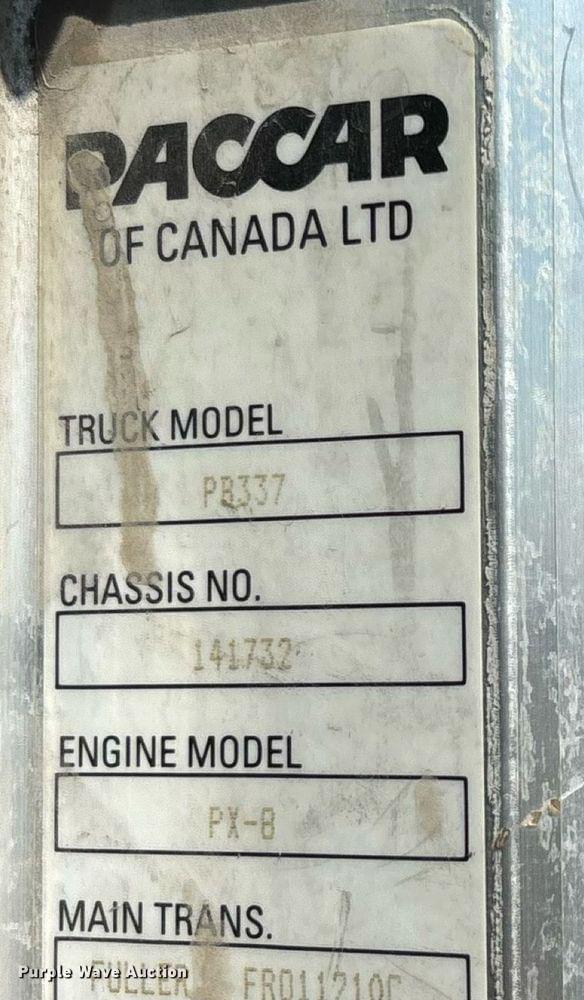 PACCAR
OF CANADA LTD
TRUCK MODEL
PB337
CHASSIS NO.
141732
ENGINE MODEL
PX-8
MAIN TRANS.
FULLER FRO11210C
Purple Wave Auction